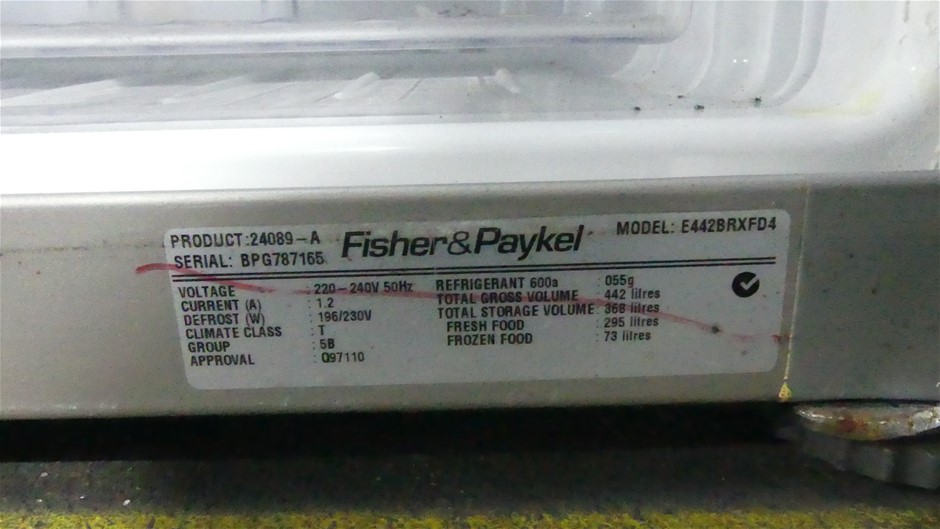 PRODUCT:24089-A Fisher&Paykel MODEL: E442BRXFD4
SERIAL: BPG787165
VOLTAGE : 220-240V 50Hz REFRIGERANT 600a : 055g
CURRENT (A) : 1.2 TOTAL GROSS VOLUME : 442 litres
DEFROST (W) : 196/230V TOTAL STORAGE VOLUME : 368 litres
CLIMATE CLASS : T FRESH FOOD : 295 litres
GROUP : 5B FROZEN FOOD : 73 litres
APPROVAL : Q97110